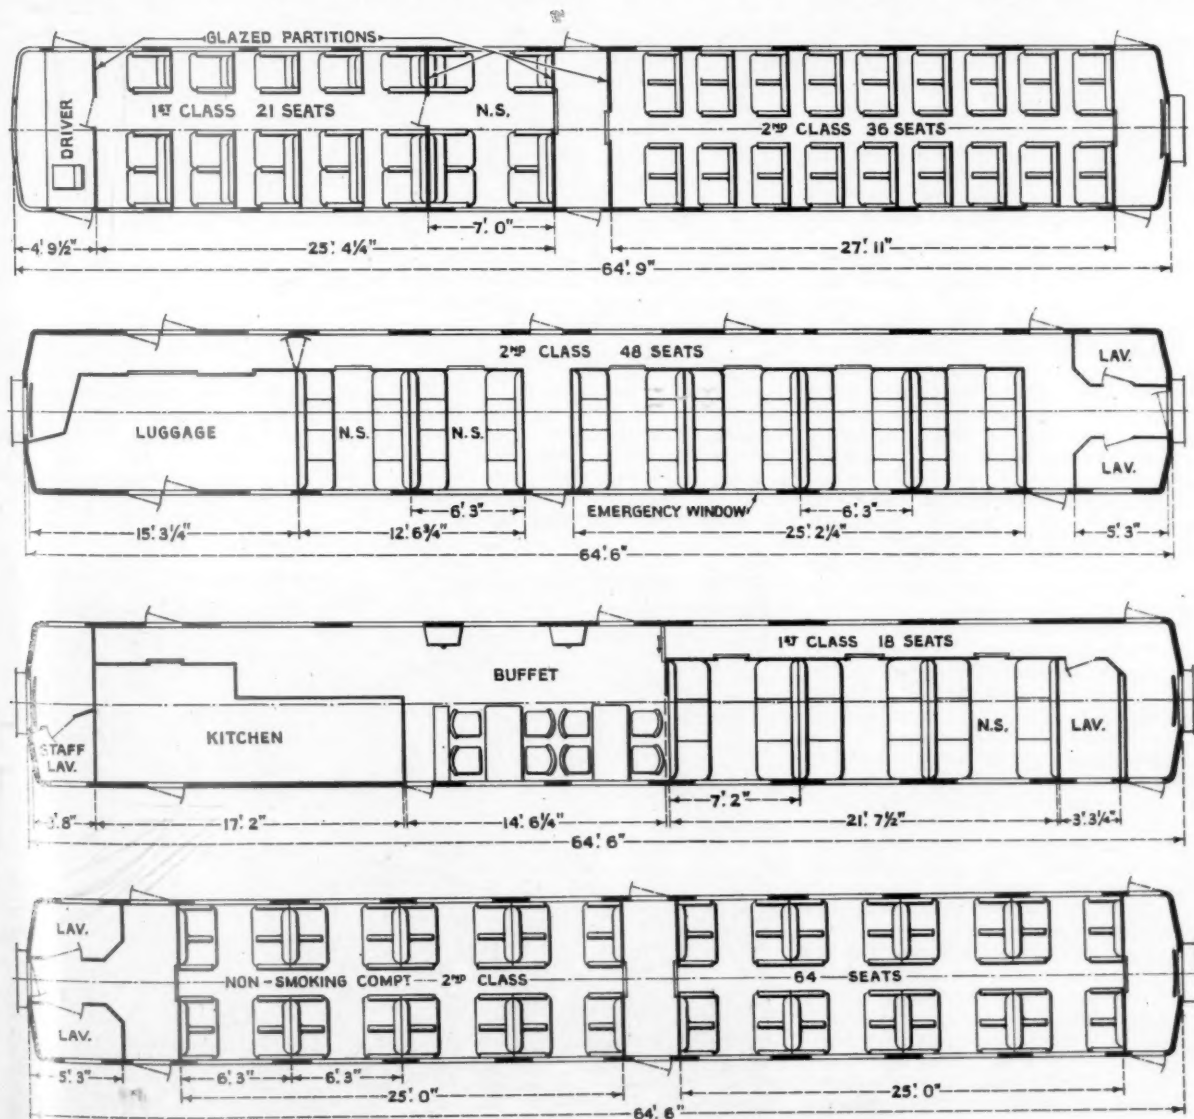 GLAZED PARTITIONS
DRIVER
1ST CLASS 21 SEATS
N.S.
2ND CLASS 36 SEATS
7'. 0"
4'. 9½"
25'. 4¼"
27'. 11"
64'. 9"
2ND CLASS 48 SEATS
LAV.
LUGGAGE
N.S.
N.S.
LAV.
6'. 3"
EMERGENCY WINDOW
6'. 3"
15'. 3¼"
12'. 6¾"
25'. 2¼"
5'. 3"
64'. 6"
1ST CLASS 18 SEATS
BUFFET
STAFF
LAV.
KITCHEN
N.S.
LAV.
7'. 2"
8"
17'. 2"
14'. 6¼"
21'. 7½"
3'. 3¼"
64'. 6"
LAV.
NON-SMOKING COMPT — 2ND CLASS
64 SEATS
LAV.
5'. 3"
6'. 3"
6'. 3"
25'. 0"
25'. 0"
64'. 6"